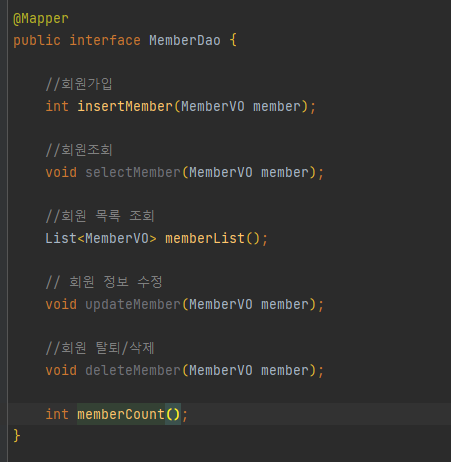 @Mapper
public interface MemberDao {
//회원가입
int insertMember(MemberVO member);
//회원조회
void selectMember(MemberVO member);
//회원 목록 조회
List<MemberVO> memberList();
// 회원 정보 수정
void updateMember(MemberVO member);
//회원 탈퇴/삭제
void deleteMember(MemberVO member);
int memberCount();
}